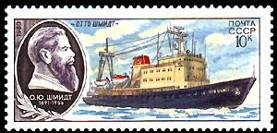 «ОТТО ШМИДТ»
ПОЧТА
СССР
10К
1980
О.Ю. ШМИДТ
1891-1956